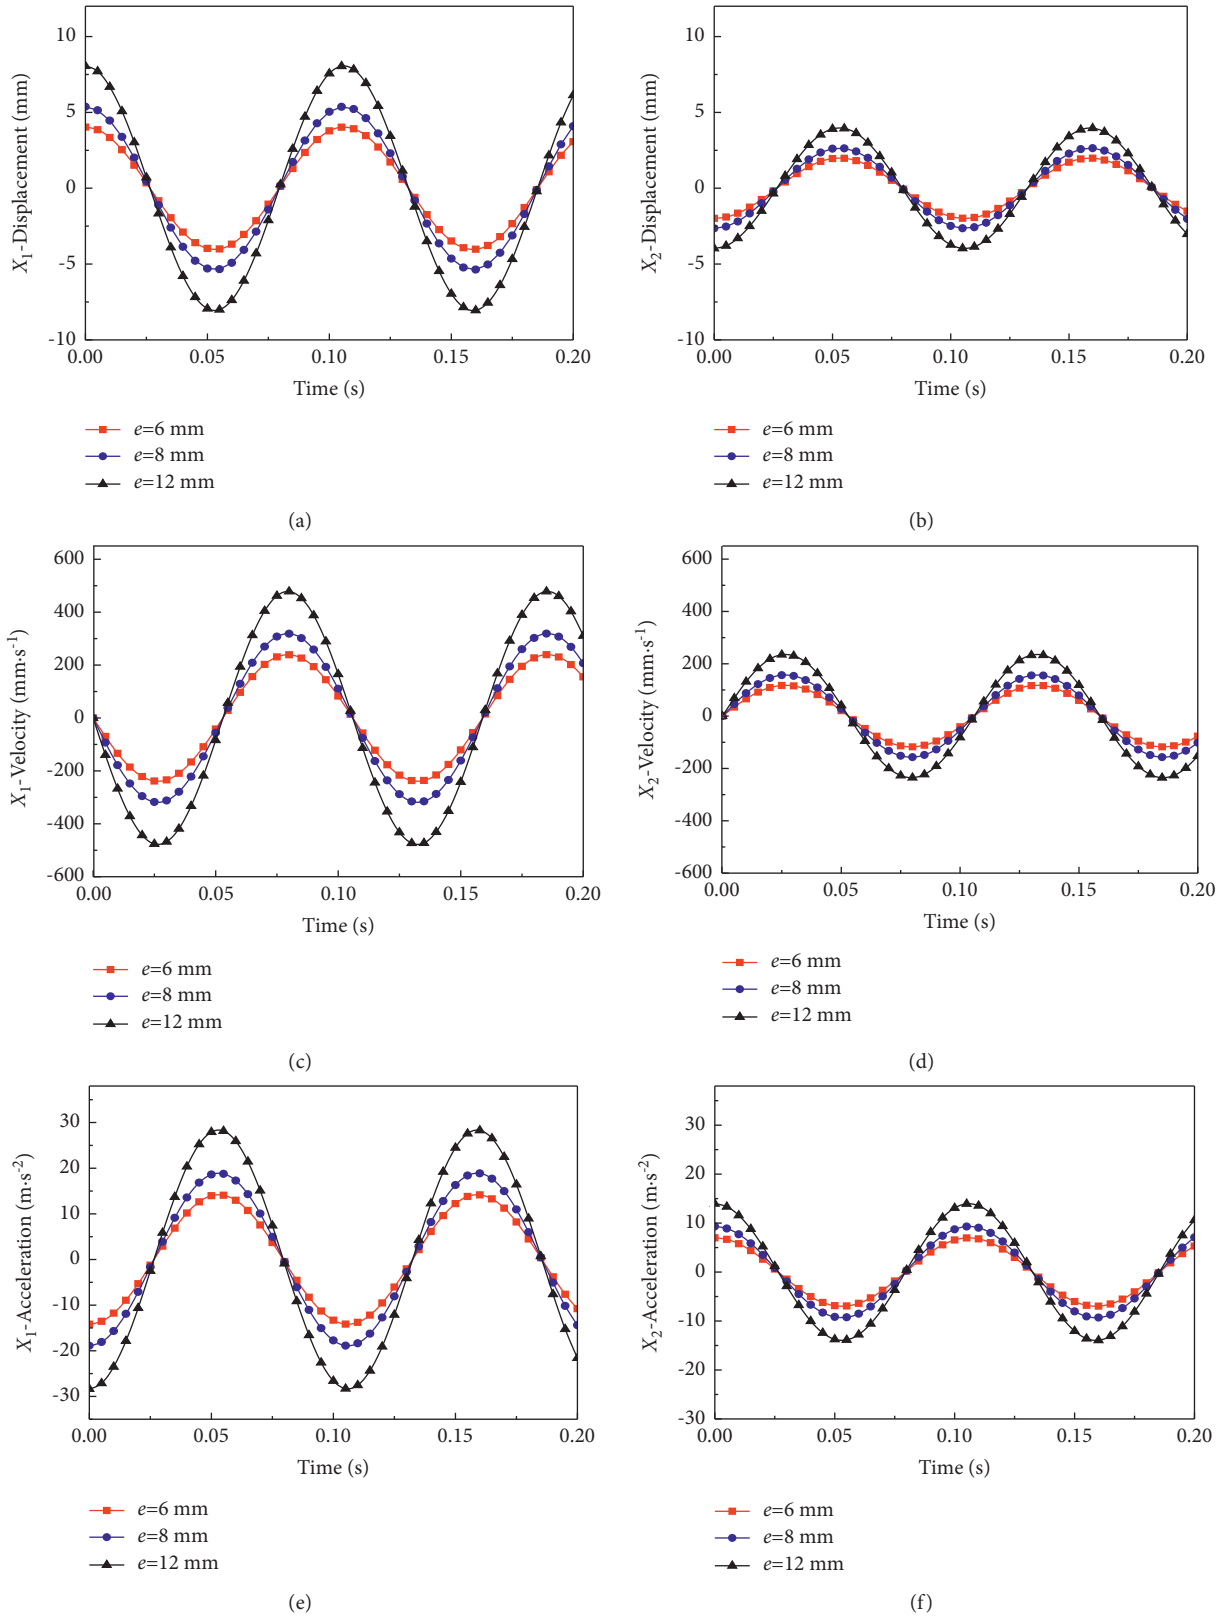 X1-Displacement (mm)
10
5
0
-5
-10
0.00 0.05 0.10 0.15 0.20
Time (s)
e=6 mm
e=8 mm
e=12 mm
(a)
X2-Displacement (mm)
10
5
0
-5
-10
0.00 0.05 0.10 0.15 0.20
Time (s)
e=6 mm
e=8 mm
e=12 mm
(b)
X1-Velocity (mm·s-1)
600
400
200
0
-200
-400
-600
0.00 0.05 0.10 0.15 0.20
Time (s)
e=6 mm
e=8 mm
e=12 mm
(c)
X2-Velocity (mm·s-1)
600
400
200
0
-200
-400
-600
0.00 0.05 0.10 0.15 0.20
Time (s)
e=6 mm
e=8 mm
e=12 mm
(d)
X1-Acceleration (m·s-2)
30
20
10
0
-10
-20
-30
0.00 0.05 0.10 0.15 0.20
Time (s)
e=6 mm
e=8 mm
e=12 mm
(e)
X2-Acceleration (m·s-2)
30
20
10
0
-10
-20
-30
0.00 0.05 0.10 0.15 0.20
Time (s)
e=6 mm
e=8 mm
e=12 mm
(f)